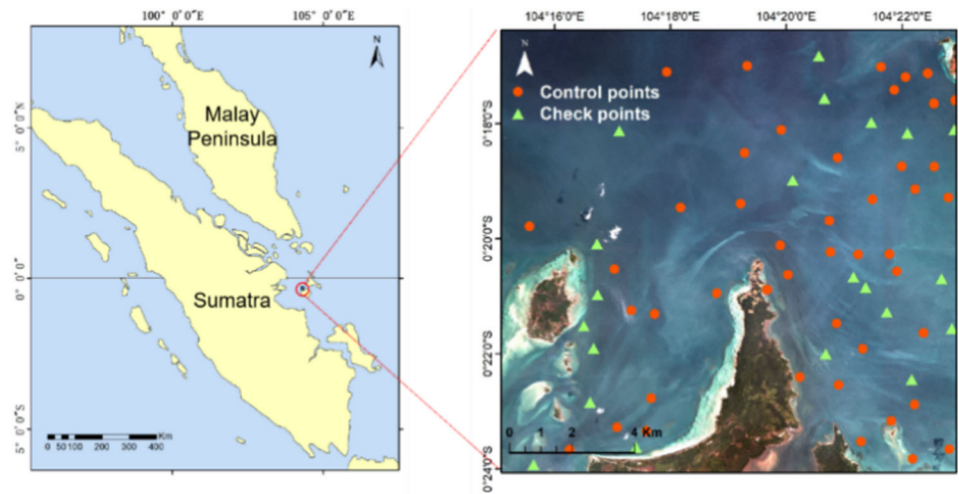 100° 0' 0"
105° 0' 0"
N
Malay
Peninsula
5° 0' 0"N
0° 0' 0"
Sumatra
5° 0' 0"S
0 50 100 200 300 400 Km
104°16'0"E 104°18'0"E 104°20'0"E 104°22'0"E
N
Control points
Check points
0°18'0"S
0°20'0"S
0°22'0"S
0°24'0"S
0 1 2 4 Km